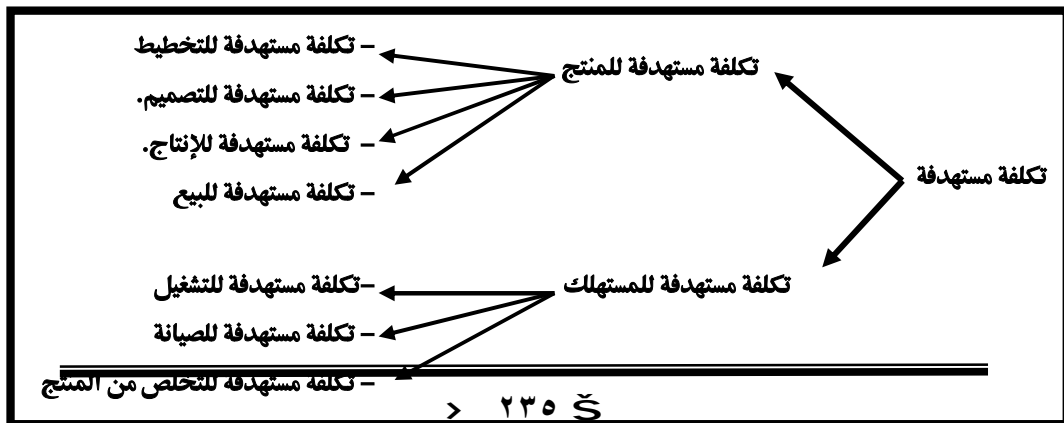 – تكلفة مستهدفة للتخطيط
تكلفة مستهدفة للمنتج
– تكلفة مستهدفة للتصميم.
– تكلفة مستهدفة للإنتاج.
تكلفة مستهدفة
– تكلفة مستهدفة للبيع
–تكلفة مستهدفة للتشغيل
تكلفة مستهدفة للمستهلك
– تكلفة مستهدفة للصيانة
– تكلفة مستهدفة للتخلص من المنتج
Š ٢٣٥ ‹